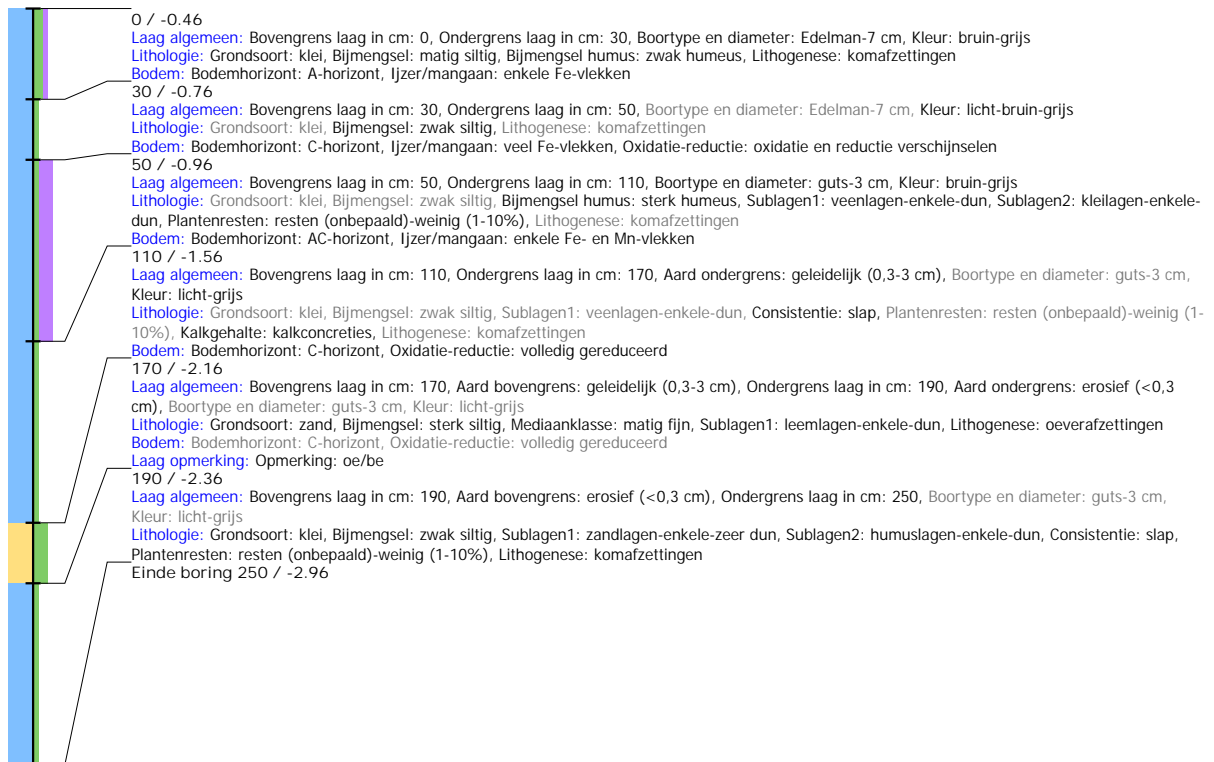 0 / -0.46
Laag algemeen: Bovengrens laag in cm: 0, Ondergrens laag in cm: 30, Boortype en diameter: Edelman-7 cm, Kleur: bruin-grijs
Lithologie: Grondsoort: klei, Bijmengsel: matig siltig, Bijmengsel humus: zwak humeus, Lithogenese: komafzettingen
Bodem: Bodemhorizont: A-horizont, Ijzer/mangaan: enkele Fe-vlekken
30 / -0.76
Laag algemeen: Bovengrens laag in cm: 30, Ondergrens laag in cm: 50, Boortype en diameter: Edelman-7 cm, Kleur: licht-bruin-grijs
Lithologie: Grondsoort: klei, Bijmengsel: zwak siltig, Lithogenese: komafzettingen
Bodem: Bodemhorizont: C-horizont, Ijzer/mangaan: veel Fe-vlekken, Oxidatie-reductie: oxidatie en reductie verschijnselen
50 / -0.96
Laag algemeen: Bovengrens laag in cm: 50, Ondergrens laag in cm: 110, Boortype en diameter: guts-3 cm, Kleur: bruin-grijs
Lithologie: Grondsoort: klei, Bijmengsel: zwak siltig, Bijmengsel humus: sterk humeus, Sublagen1: veenlagen-enkele-dun, Sublagen2: kleilagen-enkele-
dun, Plantenresten: resten (onbepaald)-weinig (1-10%), Lithogenese: komafzettingen
Bodem: Bodemhorizont: AC-horizont, Ijzer/mangaan: enkele Fe- en Mn-vlekken
110 / -1.56
Laag algemeen: Bovengrens laag in cm: 110, Ondergrens laag in cm: 170, Aard ondergrens: geleidelijk (0,3-3 cm), Boortype en diameter: guts-3 cm,
Kleur: licht-grijs
Lithologie: Grondsoort: klei, Bijmengsel: zwak siltig, Sublagen1: veenlagen-enkele-dun, Consistentie: slap, Plantenresten: resten (onbepaald)-weinig (1-
10%), Kalkgehalte: kalkconcreties, Lithogenese: komafzettingen
Bodem: Bodemhorizont: C-horizont, Oxidatie-reductie: volledig gereduceerd
170 / -2.16
Laag algemeen: Bovengrens laag in cm: 170, Aard bovengrens: geleidelijk (0,3-3 cm), Ondergrens laag in cm: 190, Aard ondergrens: erosief (<0,3
cm), Boortype en diameter: guts-3 cm, Kleur: licht-grijs
Lithologie: Grondsoort: zand, Bijmengsel: sterk siltig, Mediaanklasse: matig fijn, Sublagen1: leemlagen-enkele-dun, Lithogenese: oeverafzettingen
Bodem: Bodemhorizont: C-horizont, Oxidatie-reductie: volledig gereduceerd
Laag opmerking: Opmerking: oe/be
190 / -2.36
Laag algemeen: Bovengrens laag in cm: 190, Aard bovengrens: erosief (<0,3 cm), Ondergrens laag in cm: 250, Boortype en diameter: guts-3 cm,
Kleur: licht-grijs
Lithologie: Grondsoort: klei, Bijmengsel: zwak siltig, Sublagen1: zandlagen-enkele-zeer dun, Sublagen2: humuslagen-enkele-dun, Consistentie: slap,
Plantenresten: resten (onbepaald)-weinig (1-10%), Lithogenese: komafzettingen
Einde boring 250 / -2.96